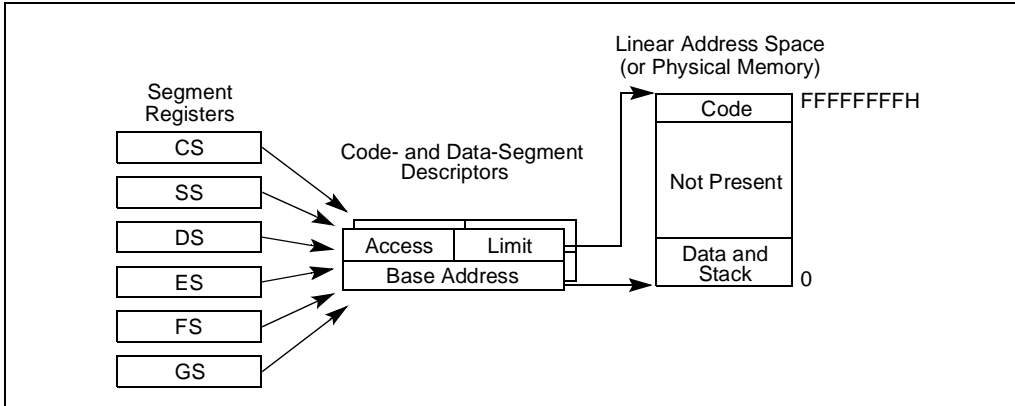 Linear Address Space
(or Physical Memory)
Segment
Registers
CS
SS
DS
ES
FS
GS
Code- and Data-Segment
Descriptors
Access
Limit
Base Address
Code
FFFFFFFFH
Not Present
Data and
Stack
0